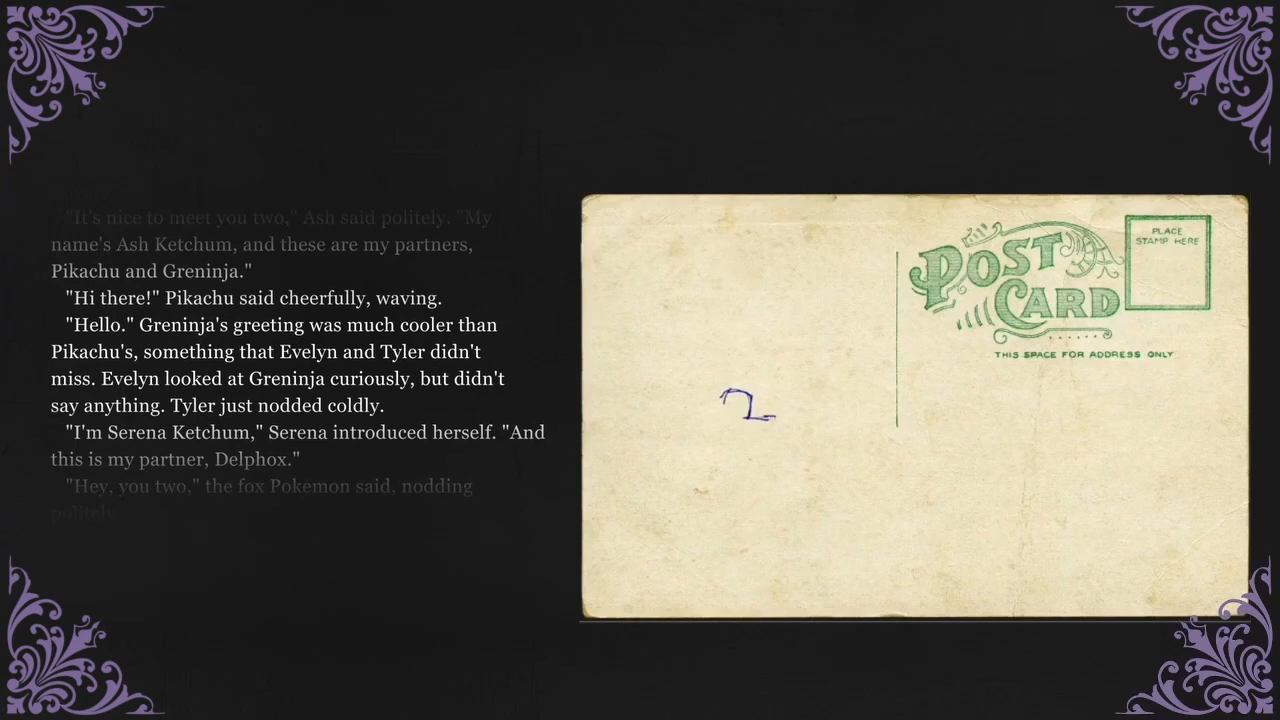 "It's nice to meet you two," Ash said politely. "My
name's Ash Ketchum, and these are my partners,
Pikachu and Greninja."
"Hi there!" Pikachu said cheerfully, waving.
"Hello." Greninja's greeting was much cooler than
Pikachu's, something that Evelyn and Tyler didn't
miss. Evelyn looked at Greninja curiously, but didn't
say anything. Tyler just nodded coldly.
"I'm Serena Ketchum," Serena introduced herself. "And
this is my partner, Delphox."
"Hey, you two," the fox Pokemon said, nodding
politely.
POST CARD
PLACE
STAMP HERE
THIS SPACE FOR ADDRESS ONLY